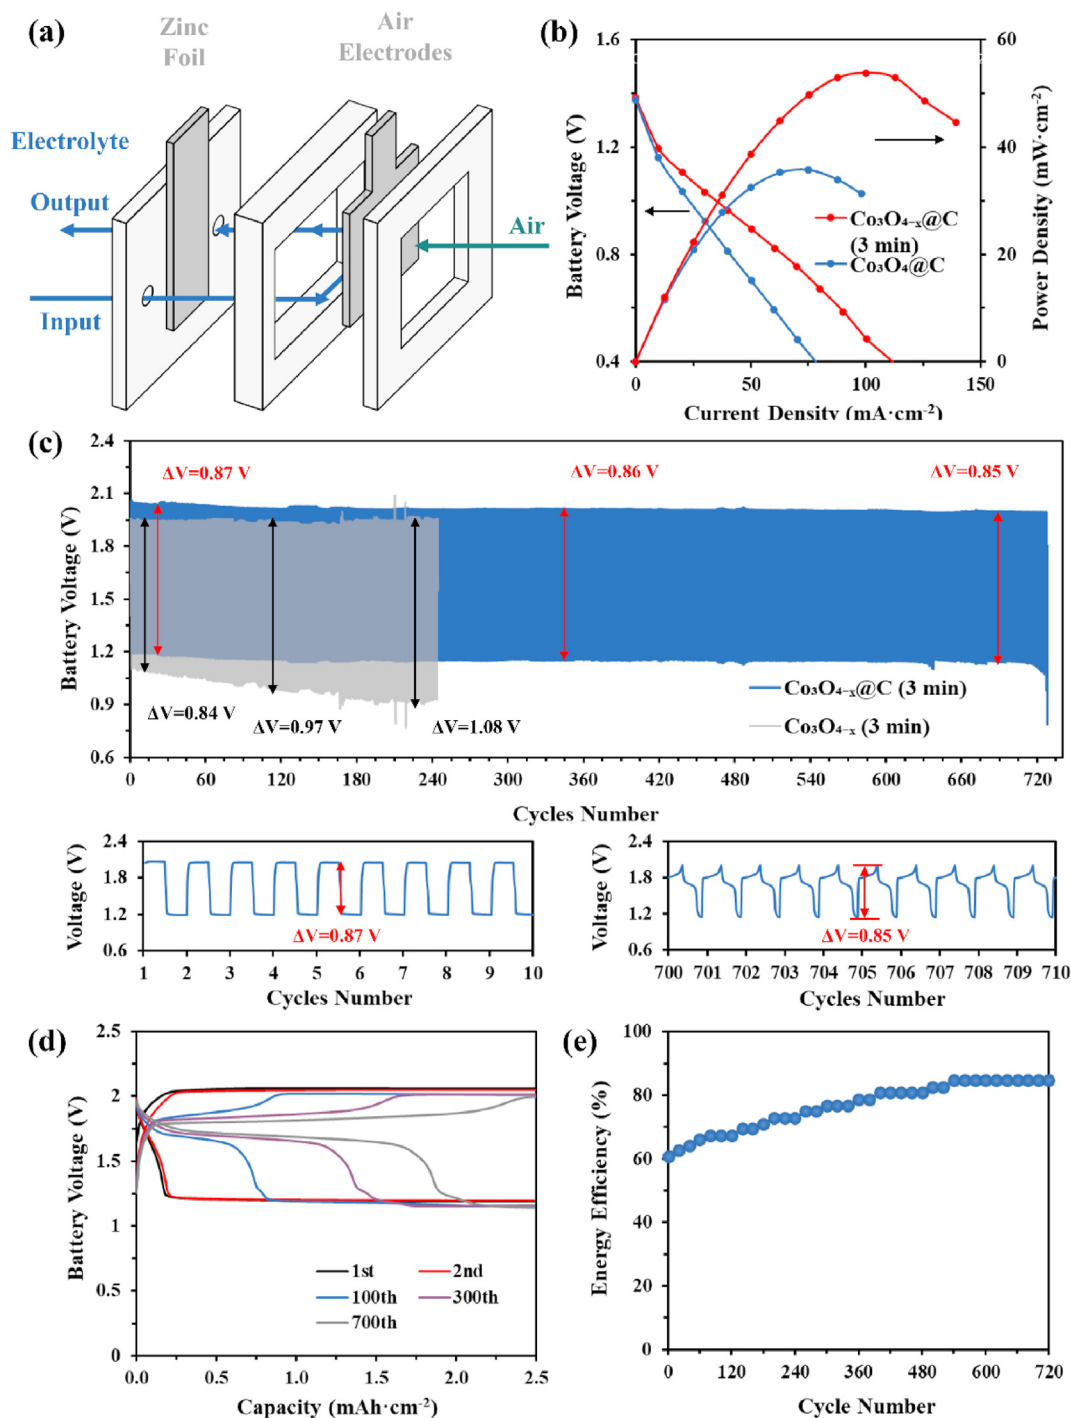 (a)
Zinc
Foil
Air
Electrodes
Electrolyte
Output
Air
Input
(b)
1.6
1.2
0.8
0.4
Battery Voltage (V)
60
40
20
0
Power Density (mW·cm⁻²)
Co₃O₄₋ₓ@C
(3 min)
Co₃O₄@C
0 50 100 150
Current Density (mA·cm⁻²)
(c)
2.4
2.1
1.8
1.5
1.2
0.9
0.6
Battery Voltage (V)
ΔV=0.87 V
ΔV=0.86 V
ΔV=0.85 V
ΔV=0.84 V
ΔV=0.97 V
ΔV=1.08 V
Co₃O₄₋ₓ@C (3 min)
Co₃O₄₋ₓ (3 min)
0 60 120 180 240 300 360 420 480 540 600 660 720
Cycles Number
2.4
1.8
1.2
0.6
Voltage (V)
ΔV=0.87 V
1 2 3 4 5 6 7 8 9 10
Cycles Number
2.4
1.8
1.2
0.6
Voltage (V)
ΔV=0.85 V
700 701 702 703 704 705 706 707 708 709 710
Cycles Number
(d)
2.5
2
1.5
1
0.5
0
Battery Voltage (V)
1st 2nd
100th 300th
700th
0.0 0.5 1.0 1.5 2.0 2.5
Capacity (mAh·cm⁻²)
(e)
100
80
60
40
20
0
Energy Efficiency (%)
0 120 240 360 480 600 720
Cycle Number